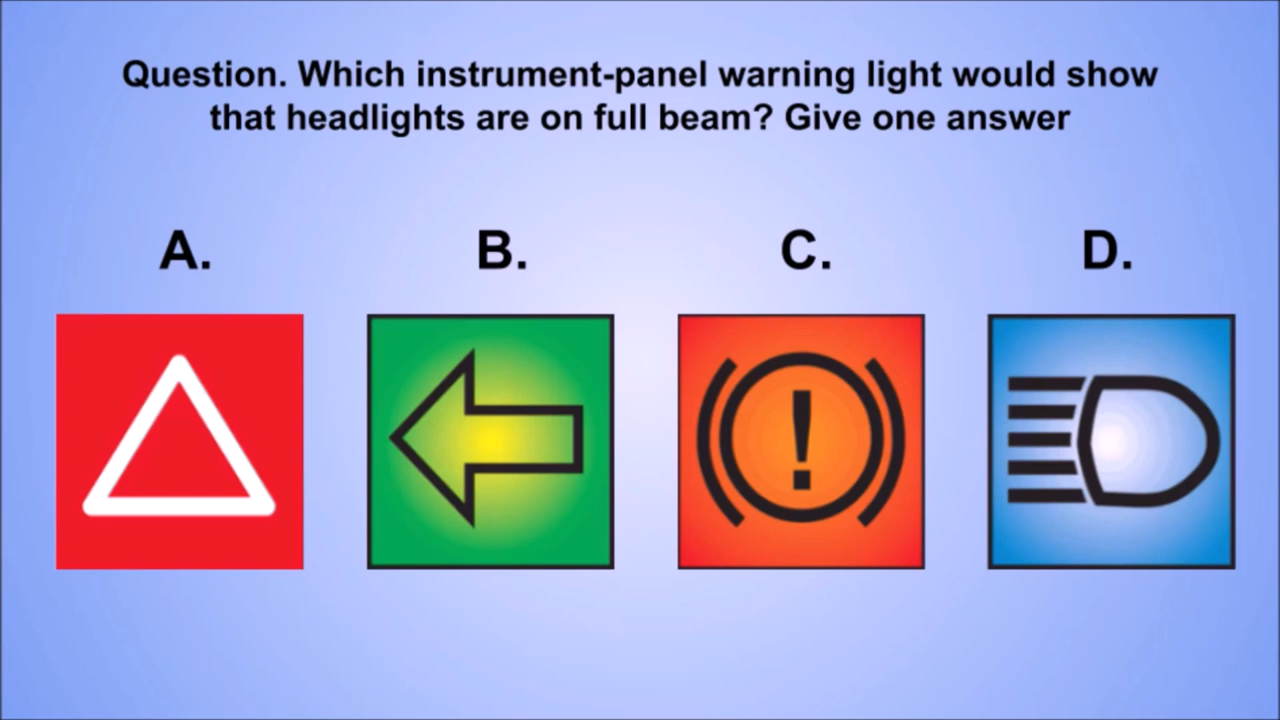 Question. Which instrument-panel warning light would show
that headlights are on full beam? Give one answer
A. B. C. D.
!